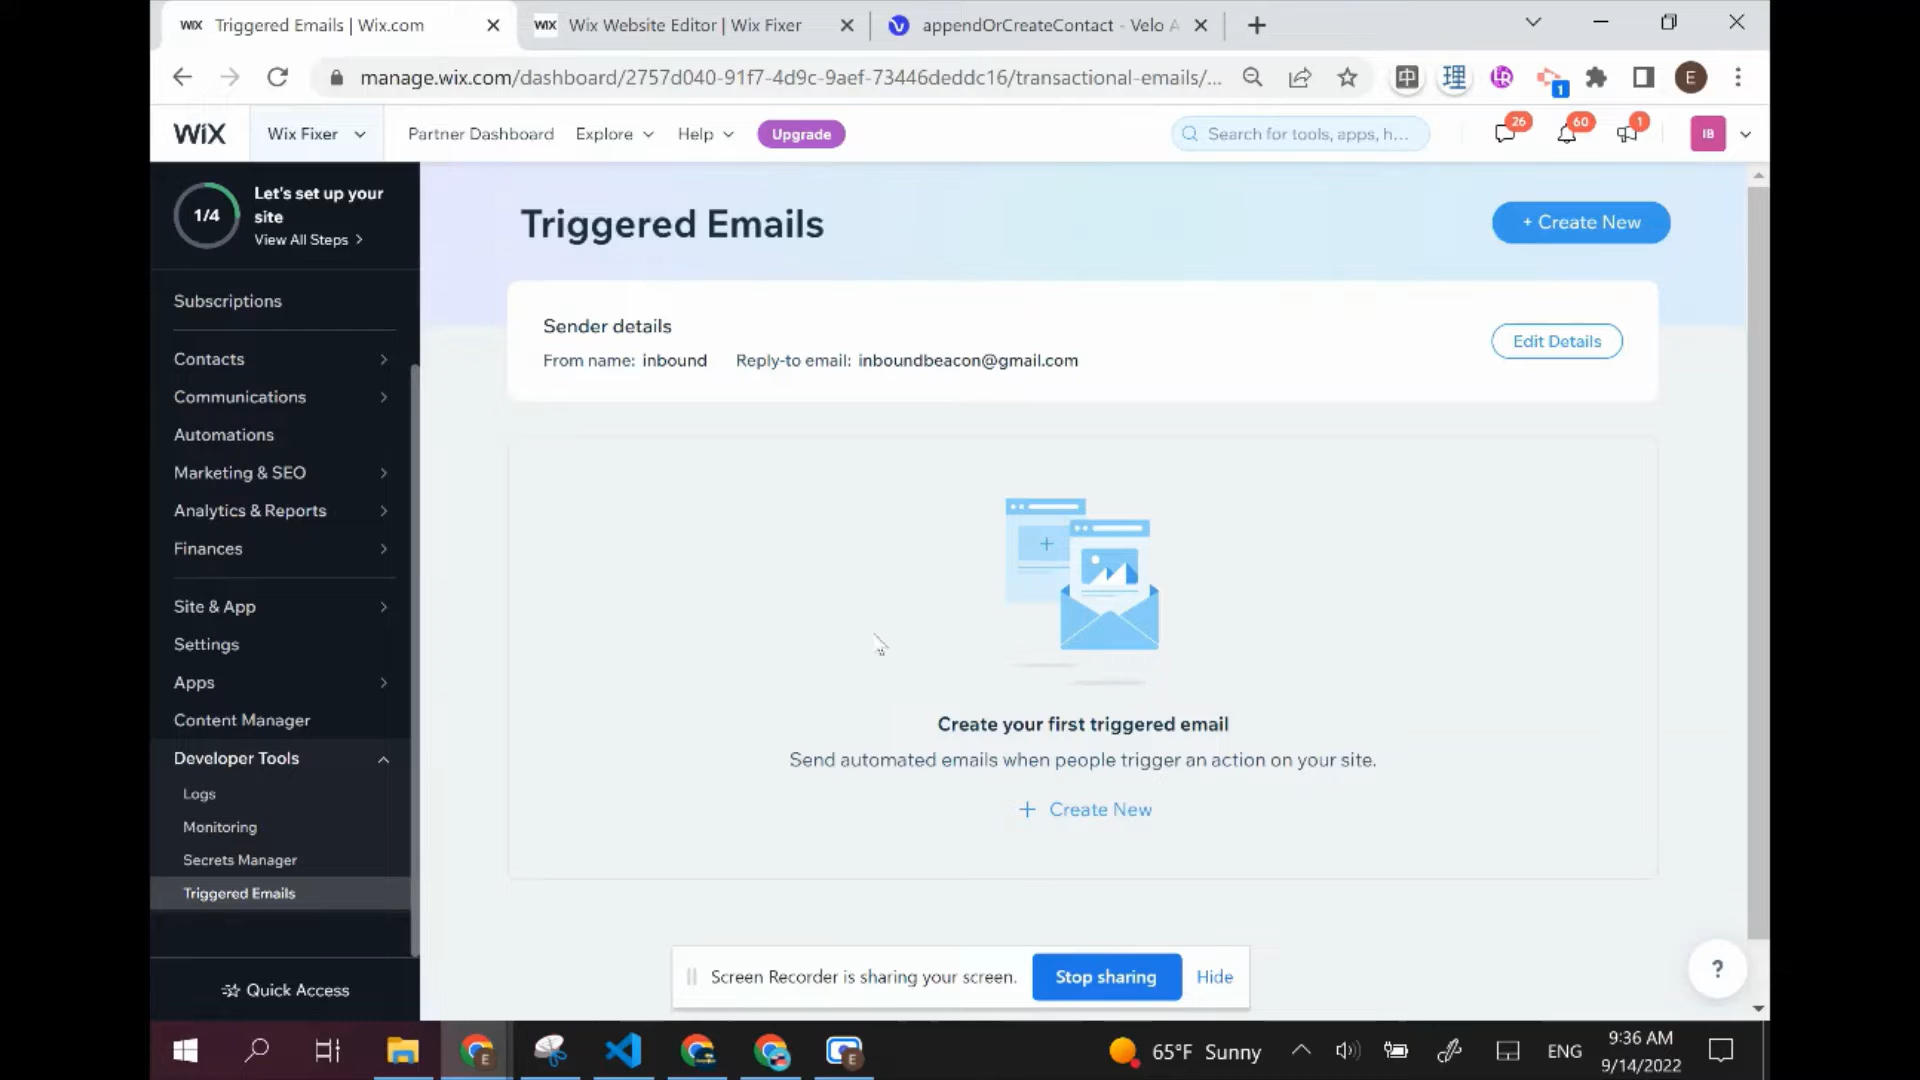 WIX Triggered Emails | Wix.com
WIX Wix Website Editor | Wix Fixer
appendOrCreateContact - Velo A
manage.wix.com/dashboard/2757d040-91f7-4d9c-9aef-73446deddc16/transactional-emails/...
中
理
LR
1
E
WIX
Wix Fixer
Partner Dashboard
Explore
Help
Upgrade
Search for tools, apps, h...
26
60
1
IB
1/4
Let's set up your
site
View All Steps >
Subscriptions
Contacts
Communications
Automations
Marketing & SEO
Analytics & Reports
Finances
Site & App
Settings
Apps
Content Manager
Developer Tools
Logs
Monitoring
Secrets Manager
Triggered Emails
Quick Access
Triggered Emails
+ Create New
Sender details
From name: inbound Reply-to email: inboundbeacon@gmail.com
Edit Details
Create your first triggered email
Send automated emails when people trigger an action on your site.
+ Create New
?
Screen Recorder is sharing your screen.
Stop sharing
Hide
E
E
65°F Sunny
ENG
9:36 AM
9/14/2022